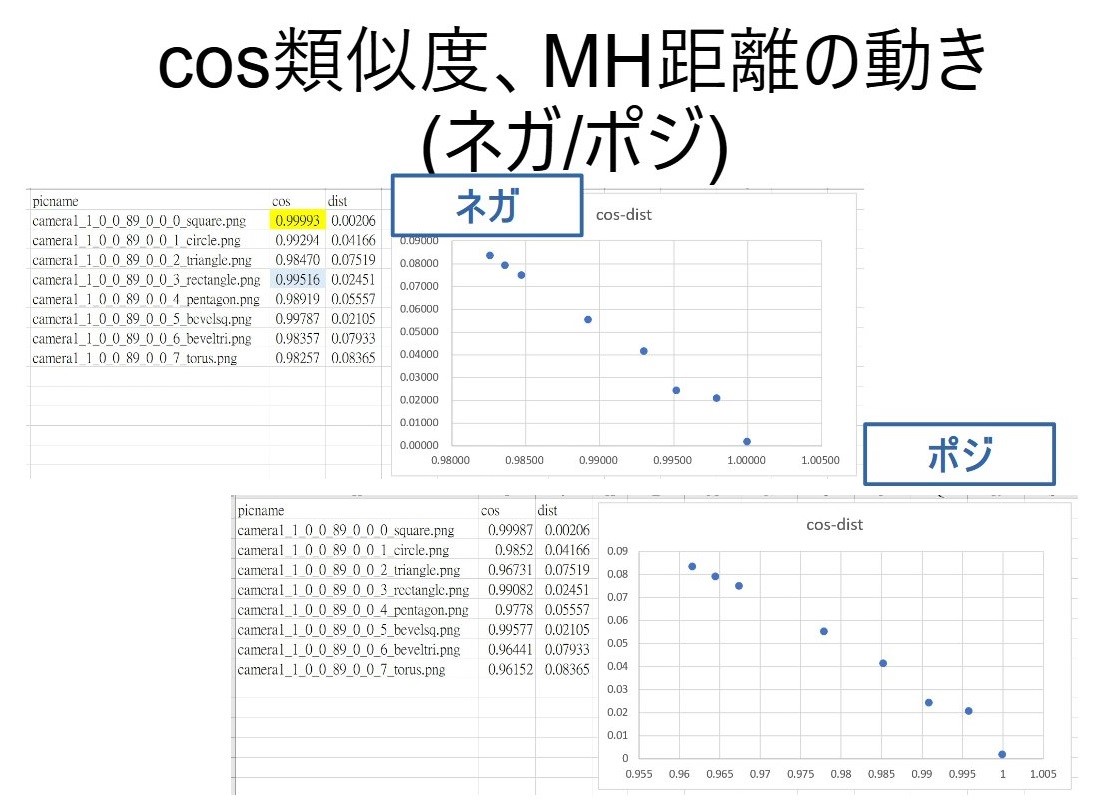 cos類似度、MH距離の動き
(ネガ/ポジ)
ネガ
picname cos dist
camera1_1_0_0_89_0_0_0_square.png 0.99993 0.00206
camera1_1_0_0_89_0_0_1_circle.png 0.99294 0.04166
camera1_1_0_0_89_0_0_2_triangle.png 0.98470 0.07519
camera1_1_0_0_89_0_0_3_rectangle.png 0.99516 0.02451
camera1_1_0_0_89_0_0_4_pentagon.png 0.98919 0.05557
camera1_1_0_0_89_0_0_5_bevelsq.png 0.99787 0.02105
camera1_1_0_0_89_0_0_6_beveltri.png 0.98357 0.07933
camera1_1_0_0_89_0_0_7_torus.png 0.98257 0.08365
cos-dist
0.09000
0.08000
0.07000
0.06000
0.05000
0.04000
0.03000
0.02000
0.01000
0.00000
0.98000 0.98500 0.99000 0.99500 1.00000 1.00500
ポジ
picname cos dist
camera1_1_0_0_89_0_0_0_square.png 0.99987 0.00206
camera1_1_0_0_89_0_0_1_circle.png 0.9852 0.04166
camera1_1_0_0_89_0_0_2_triangle.png 0.96731 0.07519
camera1_1_0_0_89_0_0_3_rectangle.png 0.99082 0.02451
camera1_1_0_0_89_0_0_4_pentagon.png 0.9778 0.05557
camera1_1_0_0_89_0_0_5_bevelsq.png 0.99577 0.02105
camera1_1_0_0_89_0_0_6_beveltri.png 0.96441 0.07933
camera1_1_0_0_89_0_0_7_torus.png 0.96152 0.08365
cos-dist
0.09
0.08
0.07
0.06
0.05
0.04
0.03
0.02
0.01
0
0.955 0.96 0.965 0.97 0.975 0.98 0.985 0.99 0.995 1 1.005